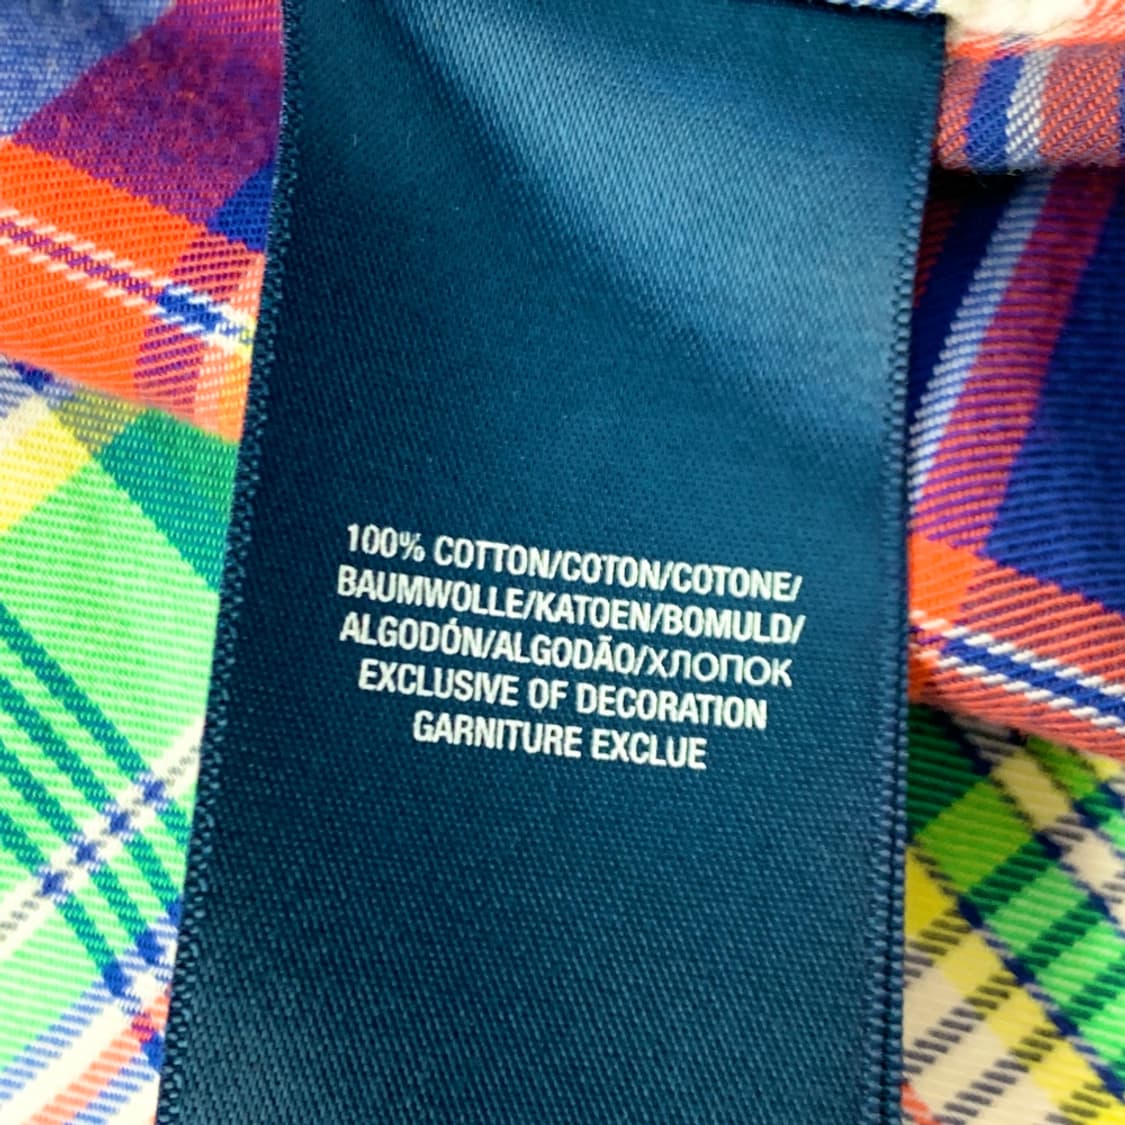 100% COTTON/COTON/COTONE/
BAUMWOLLE/KATOEN/BOMULD/
ALGODÓN/ALGODÃO/ХЛОПОК
EXCLUSIVE OF DECORATION
GARNITURE EXCLUE